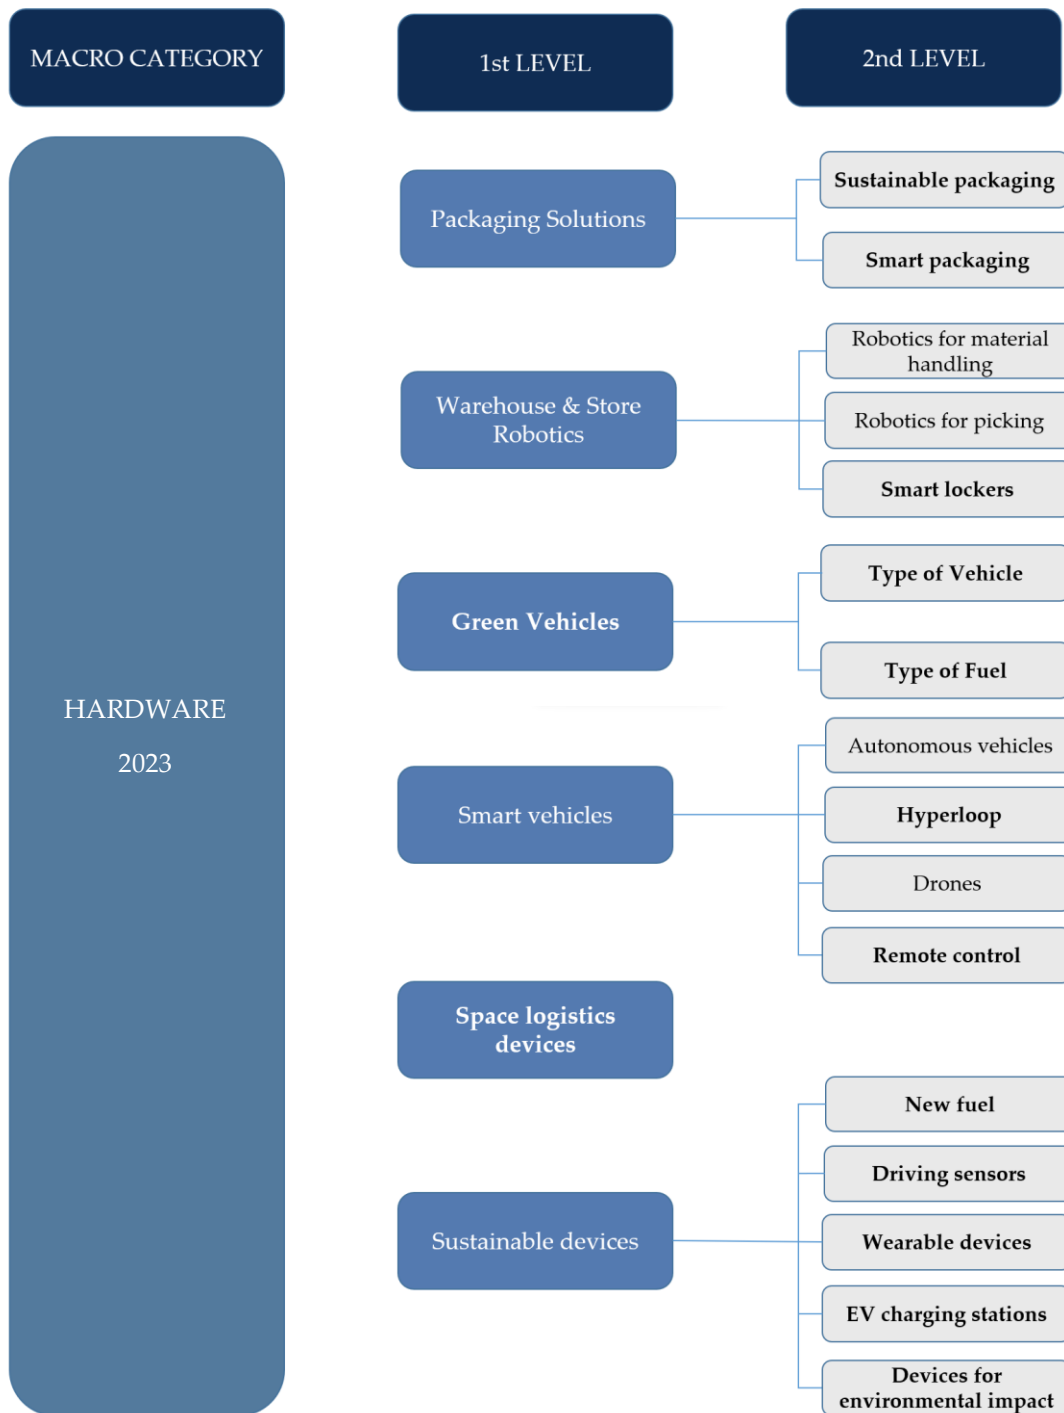 MACRO CATEGORY
1st LEVEL
2nd LEVEL
HARDWARE
2023
Packaging Solutions
Sustainable packaging
Smart packaging
Warehouse & Store
Robotics
Robotics for material
handling
Robotics for picking
Smart lockers
Green Vehicles
Type of Vehicle
Type of Fuel
Smart vehicles
Autonomous vehicles
Hyperloop
Drones
Remote control
Space logistics
devices
Sustainable devices
New fuel
Driving sensors
Wearable devices
EV charging stations
Devices for
environmental impact